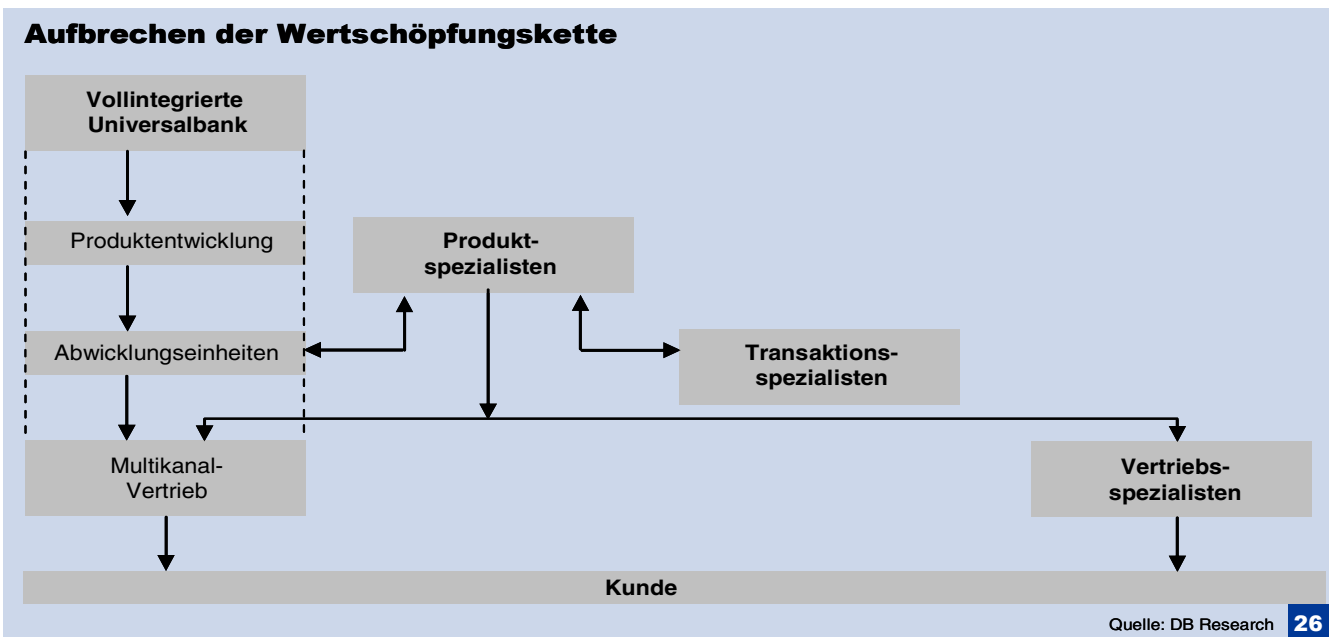 Aufbrechen der Wertschöpfungskette
Vollintegrierte
Universalbank
Produktentwicklung
Produkt-
spezialisten
Abwicklungseinheiten
Transaktions-
spezialisten
Multikanal-
Vertrieb
Vertriebs-
spezialisten
Kunde
Quelle: DB Research 26